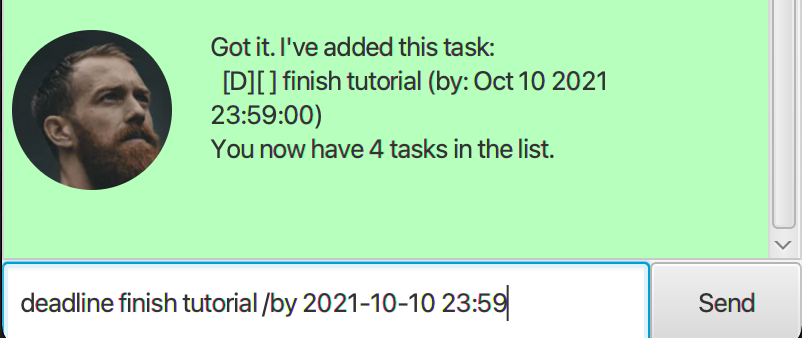 Got it. I've added this task:
[D][ ] finish tutorial (by: Oct 10 2021
23:59:00)
You now have 4 tasks in the list.
deadline finish tutorial /by 2021-10-10 23:59
Send